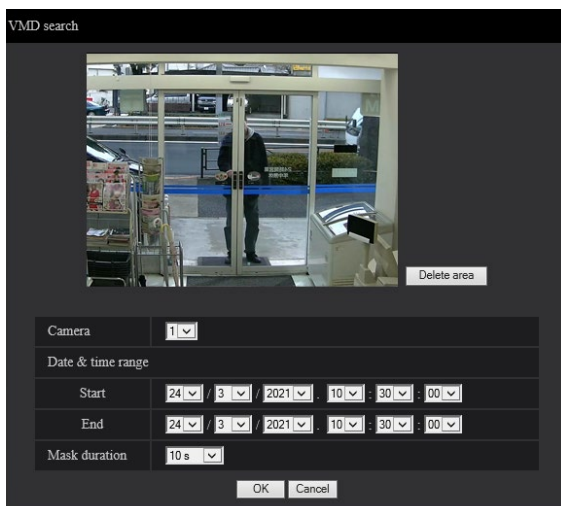 VMD search
Delete area
Camera 1
Date & time range
Start 24 / 3 / 2021 . 10 : 30 : 00
End 24 / 3 / 2021 . 10 : 30 : 00
Mask duration 10 s
OK Cancel